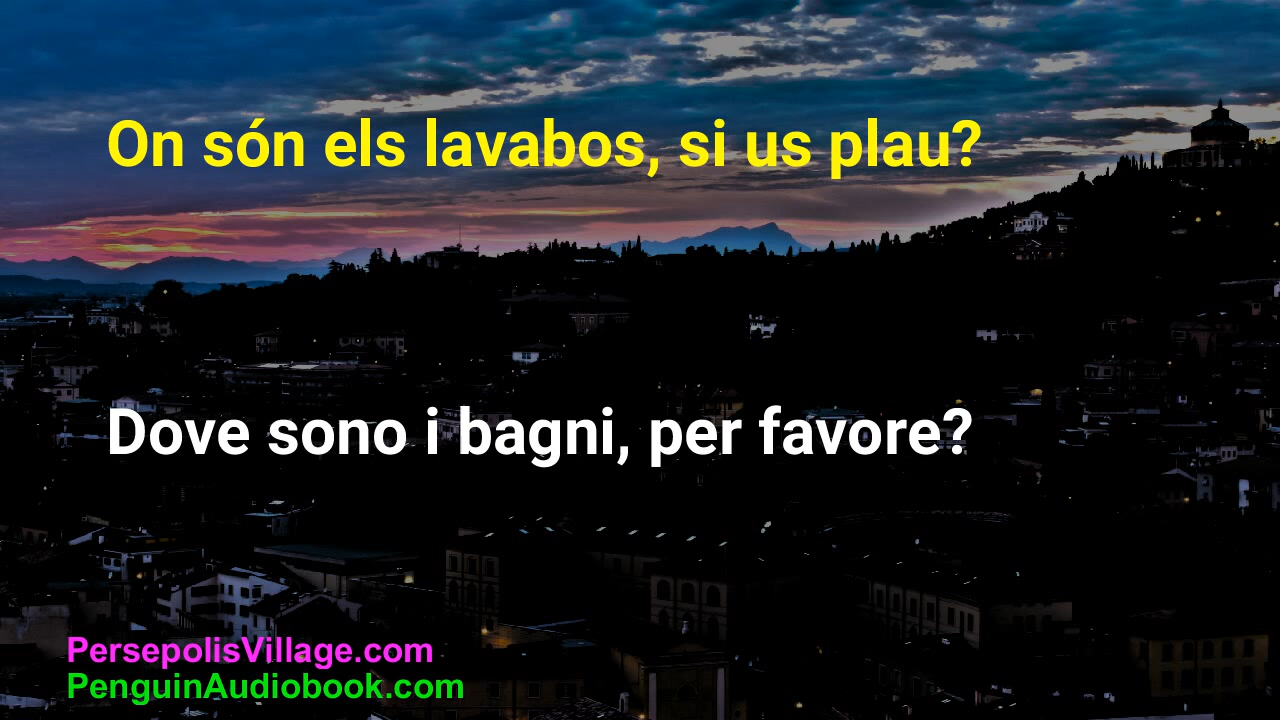 On són els lavabos, si us plau?
Dove sono i bagni, per favore?
PersepolisVillage.com
PenguinAudiobook.com